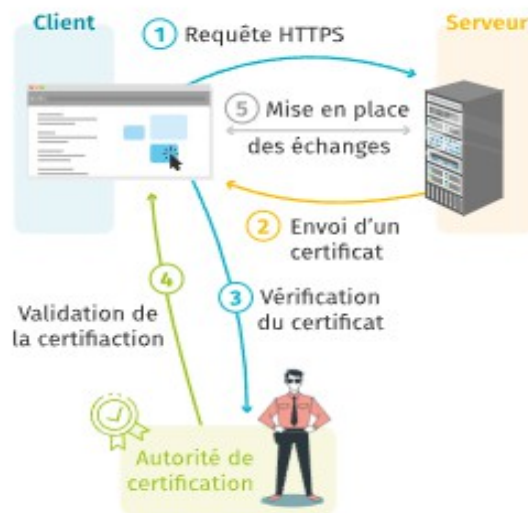 Client
Serveur
1 Requête HTTPS
5 Mise en place
des échanges
2 Envoi d'un
certificat
3 Vérification
du certificat
4
Validation de
la certifiaction
Autorité de
certification